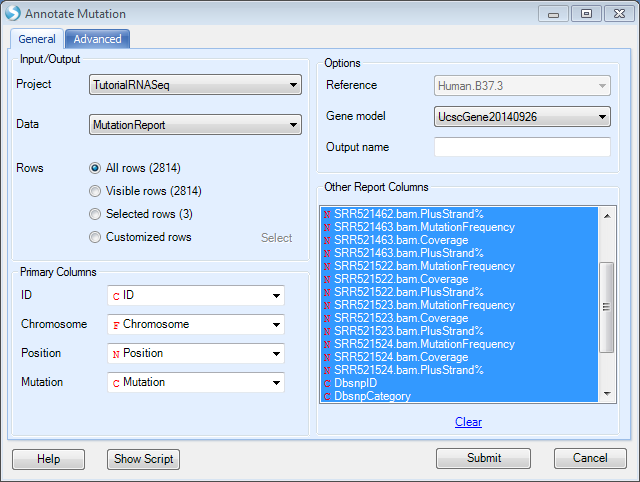 Annotate Mutation
General
Advanced
Input/Output
Project
TutorialRNASeq
Data
MutationReport
Rows
All rows (2814)
Visible rows (2814)
Selected rows (3)
Customized rows
Select
Primary Columns
ID
C ID
Chromosome
F Chromosome
Position
N Position
Mutation
C Mutation
Options
Reference
Human.B37.3
Gene model
UcscGene20140926
Output name
Other Report Columns
N SRR521462.bam.PlusStrand%
N SRR521463.bam.MutationFrequency
N SRR521463.bam.Coverage
N SRR521463.bam.PlusStrand%
N SRR521522.bam.MutationFrequency
N SRR521522.bam.Coverage
N SRR521522.bam.PlusStrand%
N SRR521523.bam.MutationFrequency
N SRR521523.bam.Coverage
N SRR521523.bam.PlusStrand%
N SRR521524.bam.MutationFrequency
N SRR521524.bam.Coverage
N SRR521524.bam.PlusStrand%
C DbsnpID
C DbsnpCategory
Clear
Help
Show Script
Submit
Cancel